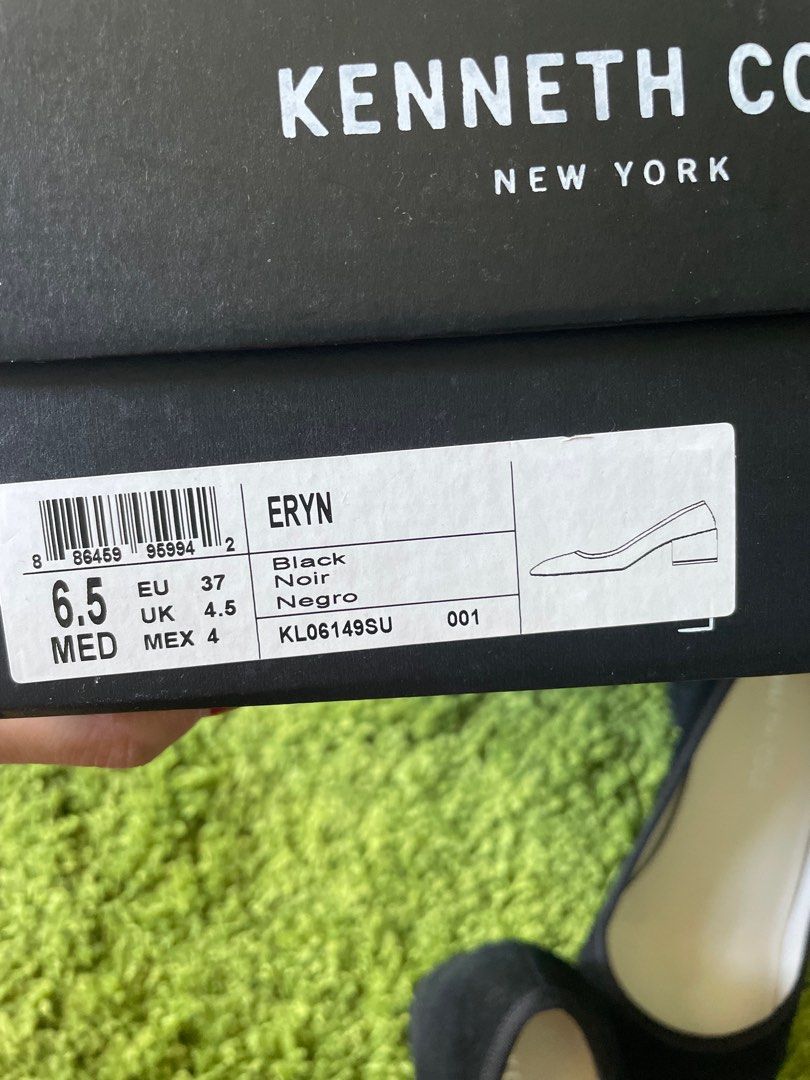 KENNETH CO
NEW YORK
8 86459 95994 2
6.5
MED
EU 37
UK 4.5
MEX 4
ERYN
Black
Noir
Negro
KL06149SU 001